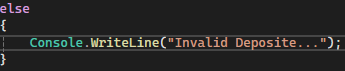 else
{
Console.WriteLine("Invalid Deposite...");
}